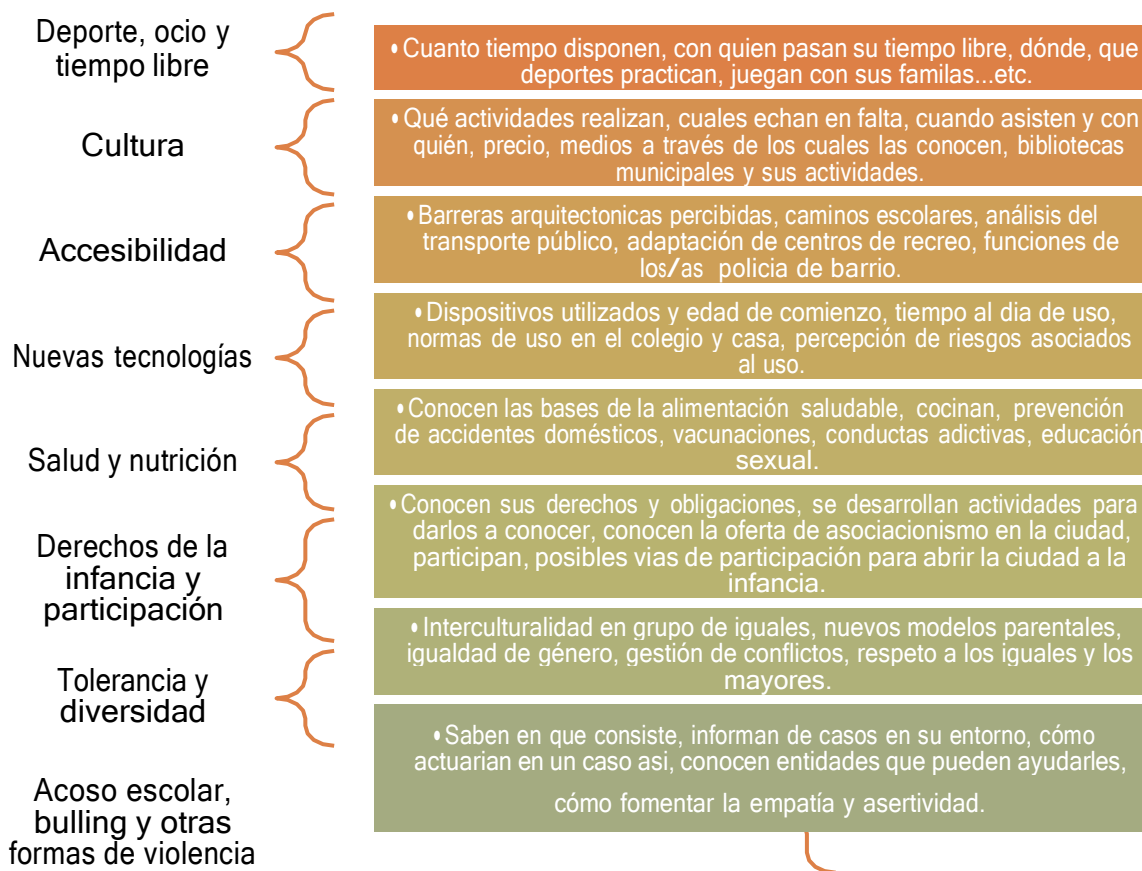 Deporte, ocio y
tiempo libre
• Cuanto tiempo disponen, con quien pasan su tiempo libre, dónde, que
deportes practican, juegan con sus familas...etc.
Cultura
• Qué actividades realizan, cuales echan en falta, cuando asisten y con
quién, precio, medios a través de los cuales las conocen, bibliotecas
municipales y sus actividades.
Accesibilidad
• Barreras arquitectonicas percibidas, caminos escolares, análisis del
transporte público, adaptación de centros de recreo, funciones de
los/as policia de barrio.
Nuevas tecnologías
• Dispositivos utilizados y edad de comienzo, tiempo al dia de uso,
normas de uso en el colegio y casa, percepción de riesgos asociados
al uso.
Salud y nutrición
• Conocen las bases de la alimentación saludable, cocinan, prevención
de accidentes domésticos, vacunaciones, conductas adictivas, educación
sexual.
Derechos de la
infancia y
participación
• Conocen sus derechos y obligaciones, se desarrollan actividades para
darlos a conocer, conocen la oferta de asociacionismo en la ciudad,
participan, posibles vias de participación para abrir la ciudad a la
infancia.
Tolerancia y
diversidad
• Interculturalidad en grupo de iguales, nuevos modelos parentales,
igualdad de género, gestión de conflictos, respeto a los iguales y los
mayores.
Acoso escolar,
bulling y otras
formas de violencia
• Saben en que consiste, informan de casos en su entorno, cómo
actuarian en un caso asi, conocen entidades que pueden ayudarles,
cómo fomentar la empatía y asertividad.